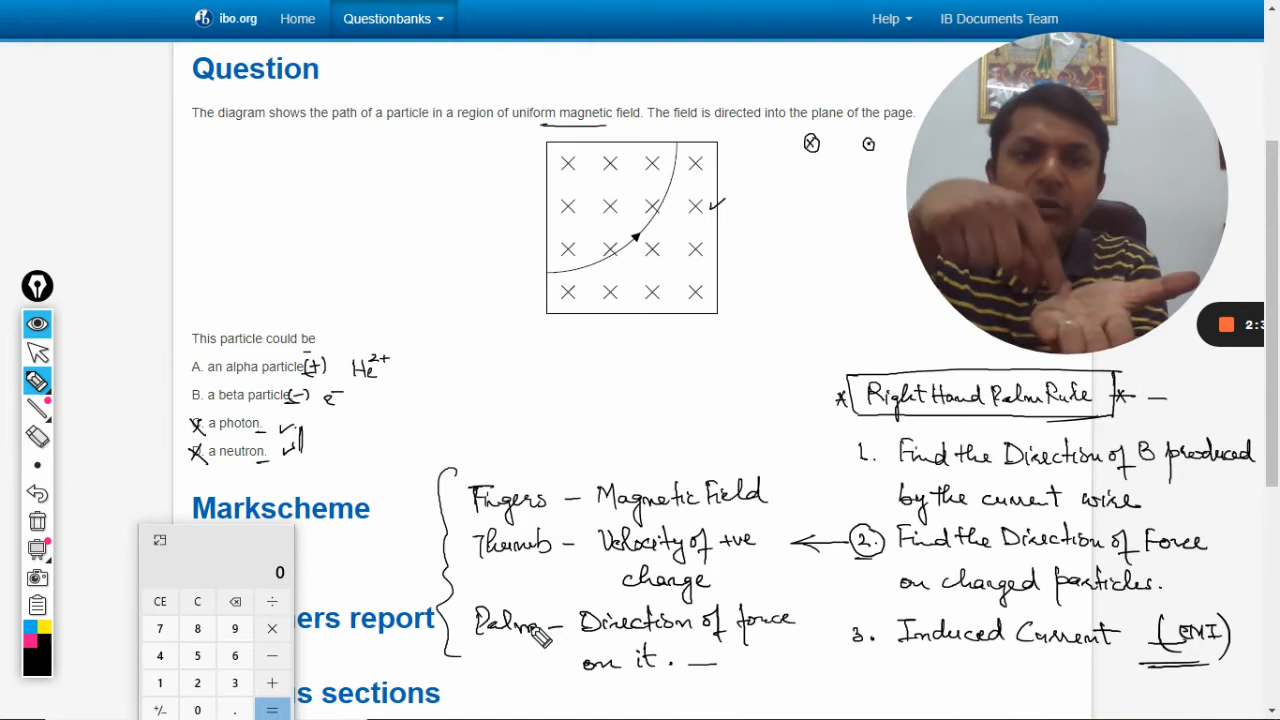 ibo.org Home Questionbanks Help IB Documents Team
Question
The diagram shows the path of a particle in a region of uniform magnetic field. The field is directed into the plane of the page.
This particle could be
A. an alpha particle (+) He2+
B. a beta particle (-) e-
a photon.
a neutron.
Markscheme
ers report
s sections
Fingers – Magnetic Field
Thumb – Velocity of +ve
charge
Palm – Direction of force
on it.
* Right Hand Palm Rule * –
1. Find the Direction of B produced
by the current wire
2. Find the Direction of Force
on charged particles.
3. Induced Current (EMI)
0
CE C ÷
7 8 9 ×
4 5 6 −
1 2 3 +
+/− 0 . =